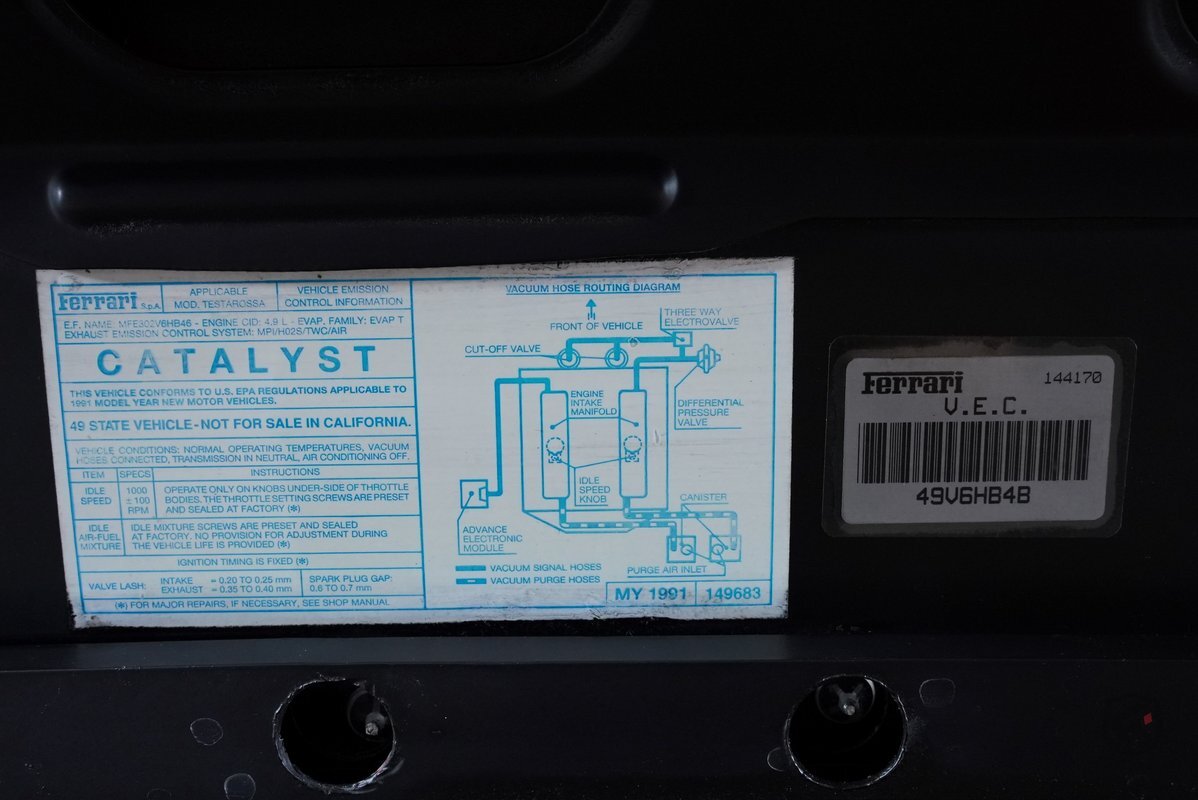 Ferrari S.p.A.
APPLICABLE
MOD. TESTAROSSA
VEHICLE EMISSION
CONTROL INFORMATION
E.F. NAME: MFE302V6HB46 - ENGINE CID: 4.9 L - EVAP. FAMILY: EVAP T
EXHAUST EMISSION CONTROL SYSTEM: MPI/H02S/TWC/AIR
CATALYST
THIS VEHICLE CONFORMS TO U.S. EPA REGULATIONS APPLICABLE TO
1991 MODEL YEAR NEW MOTOR VEHICLES.
49 STATE VEHICLE - NOT FOR SALE IN CALIFORNIA.
VEHICLE CONDITIONS: NORMAL OPERATING TEMPERATURES, VACUUM
HOSES CONNECTED, TRANSMISSION IN NEUTRAL, AIR CONDITIONING OFF.
ITEM SPECS INSTRUCTIONS
IDLE
SPEED
1000
± 100
RPM
OPERATE ONLY ON KNOBS UNDER-SIDE OF THROTTLE
BODIES. THE THROTTLE SETTING SCREWS ARE PRESET
AND SEALED AT FACTORY (*)
IDLE
AIR-FUEL
MIXTURE
IDLE MIXTURE SCREWS ARE PRESET AND SEALED
AT FACTORY. NO PROVISION FOR ADJUSTMENT DURING
THE VEHICLE LIFE IS PROVIDED (*)
IGNITION TIMING IS FIXED (*)
VALVE LASH:
INTAKE = 0.20 TO 0.25 mm
EXHAUST = 0.35 TO 0.40 mm
SPARK PLUG GAP:
0.6 TO 0.7 mm
(*) FOR MAJOR REPAIRS, IF NECESSARY, SEE SHOP MANUAL
VACUUM HOSE ROUTING DIAGRAM
FRONT OF VEHICLE
THREE WAY
ELECTROVALVE
CUT-OFF VALVE
ENGINE
INTAKE
MANIFOLD
DIFFERENTIAL
PRESSURE
VALVE
IDLE
SPEED
KNOB
CANISTER
ADVANCE
ELECTRONIC
MODULE
PURGE AIR INLET
VACUUM SIGNAL HOSES
VACUUM PURGE HOSES
MY 1991 149683
Ferrari 144170
V.E.C.
49V6HB4B